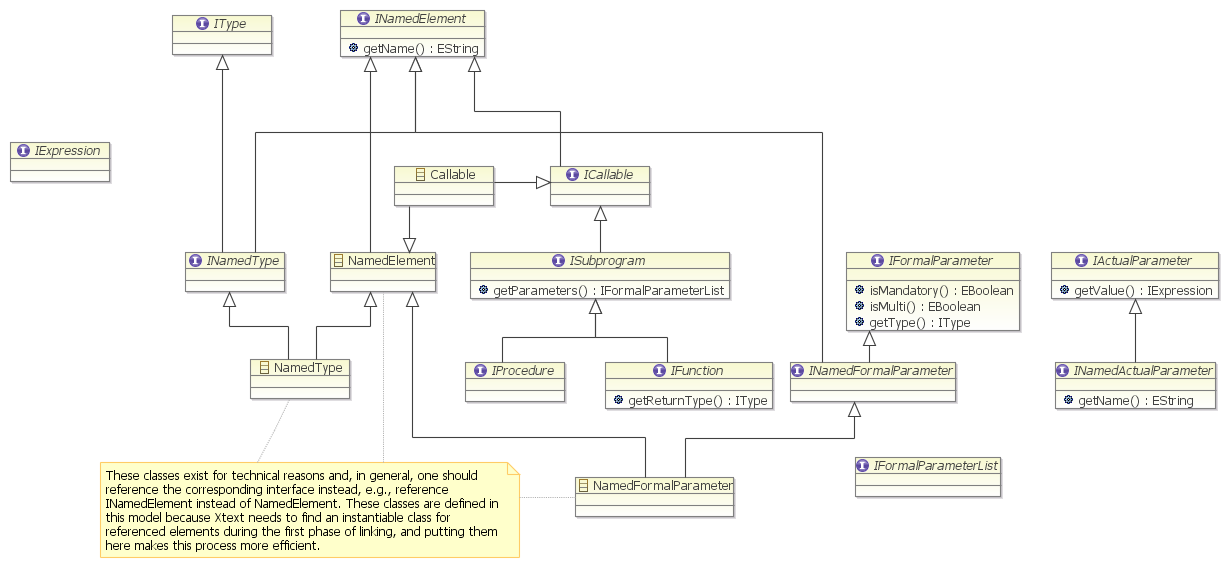 IType
INamedElement
getName() : EString
IExpression
Callable
ICallable
INamedType
NamedElement
ISubprogram
getParameters() : IFormalParameterList
IFormalParameter
isMandatory() : EBoolean
isMulti() : EBoolean
getType() : IType
IActualParameter
getValue() : IExpression
NamedType
IProcedure
IFunction
getReturnType() : IType
INamedFormalParameter
INamedActualParameter
getName() : EString
IFormalParameterList
NamedFormalParameter
These classes exist for technical reasons and, in general, one should
reference the corresponding interface instead, e.g., reference
INamedElement instead of NamedElement. These classes are defined in
this model because Xtext needs to find an instantiable class for
referenced elements during the first phase of linking, and putting them
here makes this process more efficient.